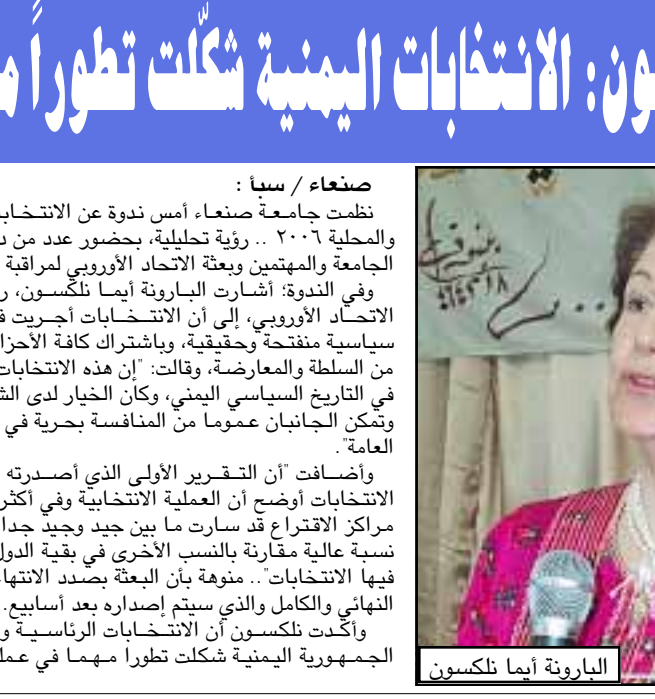 ون: الانتخابات اليمنية شكّلت تطوراً م
صنعاء / سبأ :
نظمت جامعة صنعاء أمس ندوة عن الانتخاب
والمحلية ٢٠٠٦ .. رؤية تحليلية، بحضور عدد من د
الجامعة والمهتمين وبعثة الاتحاد الأوروبي لمراقبة
وفي الندوة؛ أشارت البارونة أيما نلكسون، ر
الاتحاد الأوروبي، إلى أن الانتخابات أجريت ف
سياسية منفتحة وحقيقية، وباشتراك كافة الأحزا
من السلطة والمعارضة، وقالت: "إن هذه الانتخابات
في التاريخ السياسي اليمني، وكان الخيار لدى الش
وتمكن الجانبان عموما من المنافسة بحرية في
العامة".
وأضافت "أن التقرير الأولى الذي أصدرته
الانتخابات أوضح أن العملية الانتخابية وفي أكثر
مراكز الاقتراع قد سارت ما بين جيد وجيد جدا
نسبة عالية مقارنة بالنسب الأخرى في بقية الدول
فيها الانتخابات".. منوهة بأن البعثة بصدد الانتها
النهائي والكامل والذي سيتم إصداره بعد أسابيع.
وأكدت نلكسون أن الانتخابات الرئاسية و
الجمهورية اليمنية شكلت تطورا مهما في عمل
البارونة أيما نلكسون